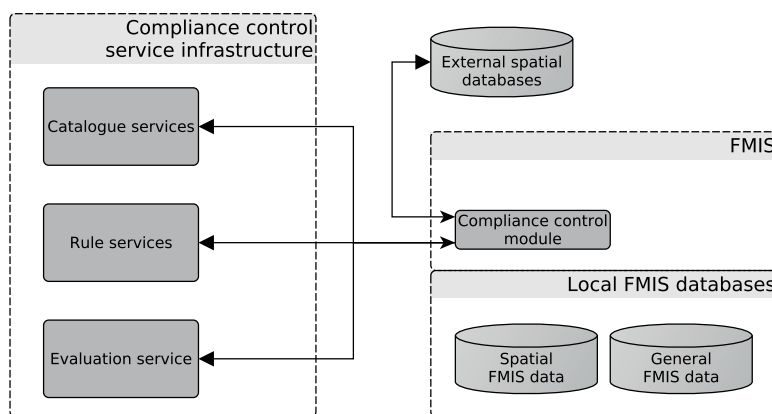 Compliance control
service infrastructure
Catalogue services
Rule services
Evaluation service
External spatial
databases
FMIS
Compliance control
module
Local FMIS databases
Spatial
FMIS data
General
FMIS data